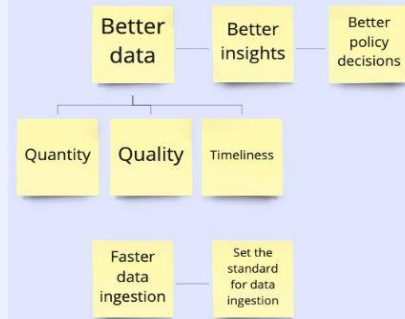 Better
data
Better
insights
Better
policy
decisions
Quantity
Quality
Timeliness
Faster
data
ingestion
Set the
standard
for data
ingestion